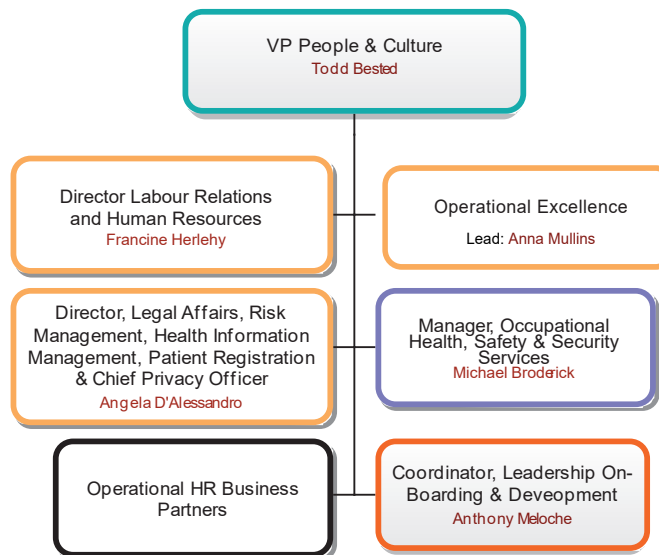 VP People & Culture
Todd Bested
Director Labour Relations
and Human Resources
Francine Herlehy
Operational Excellence
Lead: Anna Mullins
Director, Legal Affairs, Risk
Management, Health Information
Management, Patient Registration
& Chief Privacy Officer
Angela D'Alessandro
Manager, Occupational
Health, Safety & Security
Services
Michael Broderick
Operational HR Business
Partners
Coordinator, Leadership On-
Boarding & Deveopment
Anthony Meloche